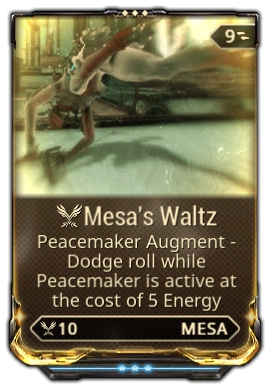 9
Mesa's Waltz
Peacemaker Augment -
Dodge roll while
Peacemaker is active at
the cost of 5 Energy
10 MESA